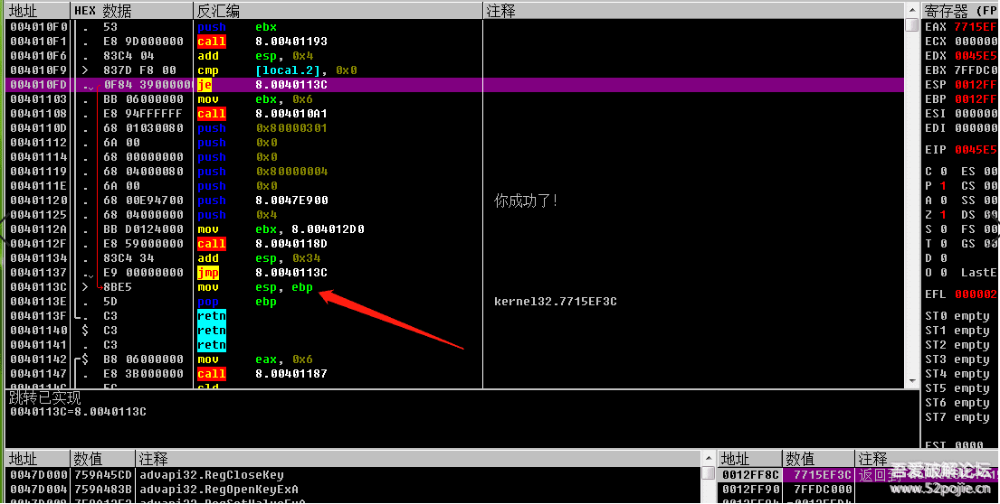 地址 HEX 数据 反汇编 注释 寄存器 (FP
004010F0 . 53 push ebx
004010F1 . E8 9D000000 call 8.00401193
004010F6 . 83C4 04 add esp, 0x4
004010F9 > 837D F8 00 cmp [local.2], 0x0
004010FD . 0F84 39000000 je 8.0040113C
00401103 . BB 06000000 mov ebx, 0x6
00401108 . E8 94FFFFFF call 8.004010A1
0040110D . 68 01030080 push 0x80000301
00401112 . 6A 00 push 0x0
00401114 . 68 00000000 push 0x0
00401119 . 68 04000080 push 0x80000004
0040111E . 6A 00 push 0x0
00401120 . 68 00E94700 push 8.0047E900 你成功了!
00401125 . 68 04000000 push 0x4
0040112A . BB D0124000 mov ebx, 8.004012D0
0040112F . E8 59000000 call 8.0040118D
00401134 . 83C4 34 add esp, 0x34
00401137 . E9 00000000 jmp 8.0040113C
0040113C > 8BE5 mov esp, ebp
0040113E . 5D pop ebp kernel32.7715EF3C
0040113F . C3 retn
00401140 $ C3 retn
00401141 . C3 retn
00401142 $ B8 06000000 mov eax, 0x6
00401147 . E8 3B000000 call 8.00401187
0040114C . FC cld
EAX 7715EF
ECX 000000
EDX 0045E5
EBX 7FFDC0
ESP 0012FF
EBP 0012FF
ESI 000000
EDI 000000
EIP 0045E5
C 0 ES 00
P 1 CS 00
A 0 SS 00
Z 1 DS 00
S 0 FS 00
T 0 GS 00
D 0
O 0 LastE
EFL 000002
ST0 empty
ST1 empty
ST2 empty
ST3 empty
ST4 empty
ST5 empty
ST6 empty
ST7 empty
FST 0000
跳转已实现
0040113C=8.0040113C
地址 数值 注释
0047D000 759A45CD advapi32.RegCloseKey
0047D004 759A483B advapi32.RegOpenKeyExA
地址 数值 注释
0012FF8C 7715EF3C 返回到
0012FF90 7FFDC000
吾爱破解论坛
www.52pojie.cn